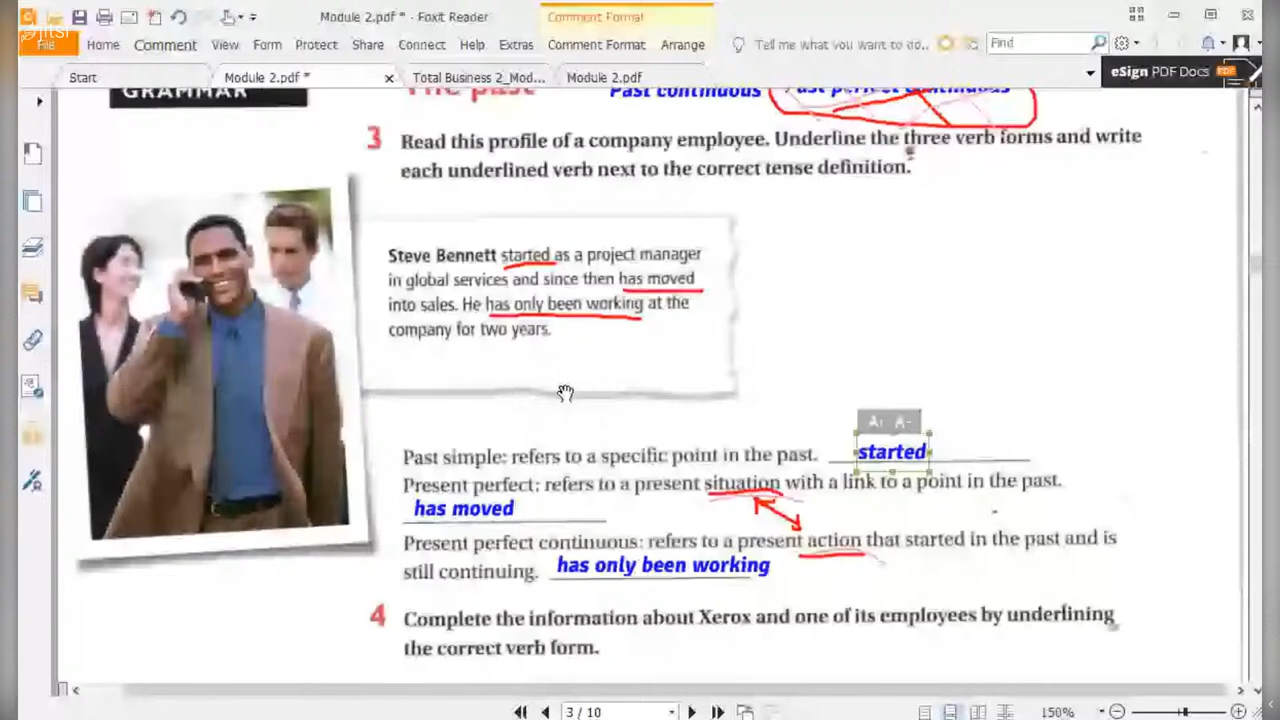 Module 2.pdf * - Foxit Reader
Comment Format
Jitsi
File Home Comment View Form Protect Share Connect Help Extras Comment Format Arrange Tell me what you want to do.. Find
Start Module 2.pdf * Total Business 2_Mod... Module 2.pdf eSign PDF Docs
GRAMMAR The past Past continuous Past perfect continuous
3 Read this profile of a company employee. Underline the three verb forms and write
each underlined verb next to the correct tense definition.
Steve Bennett started as a project manager
in global services and since then has moved
into sales. He has only been working at the
company for two years.
A↑ A-
Past simple: refers to a specific point in the past. started
Present perfect: refers to a present situation with a link to a point in the past.
has moved
Present perfect continuous: refers to a present action that started in the past and is
still continuing. has only been working
4 Complete the information about Xerox and one of its employees by underlining
the correct verb form.
3 / 10 150%